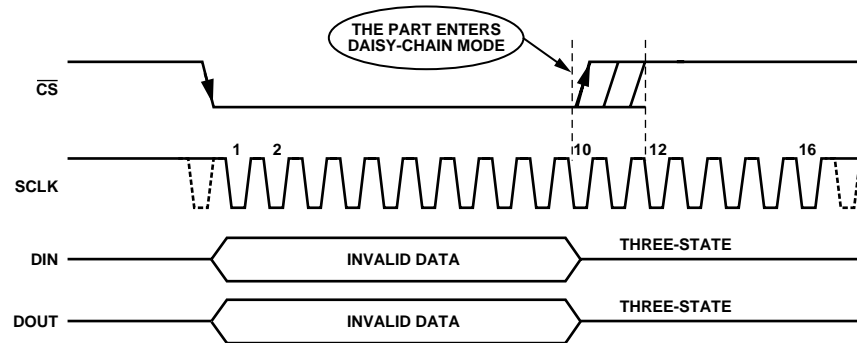 THE PART ENTERS
DAISY-CHAIN MODE
CS
1 2 10 12 16
SCLK
THREE-STATE
DIN
INVALID DATA
THREE-STATE
DOUT
INVALID DATA